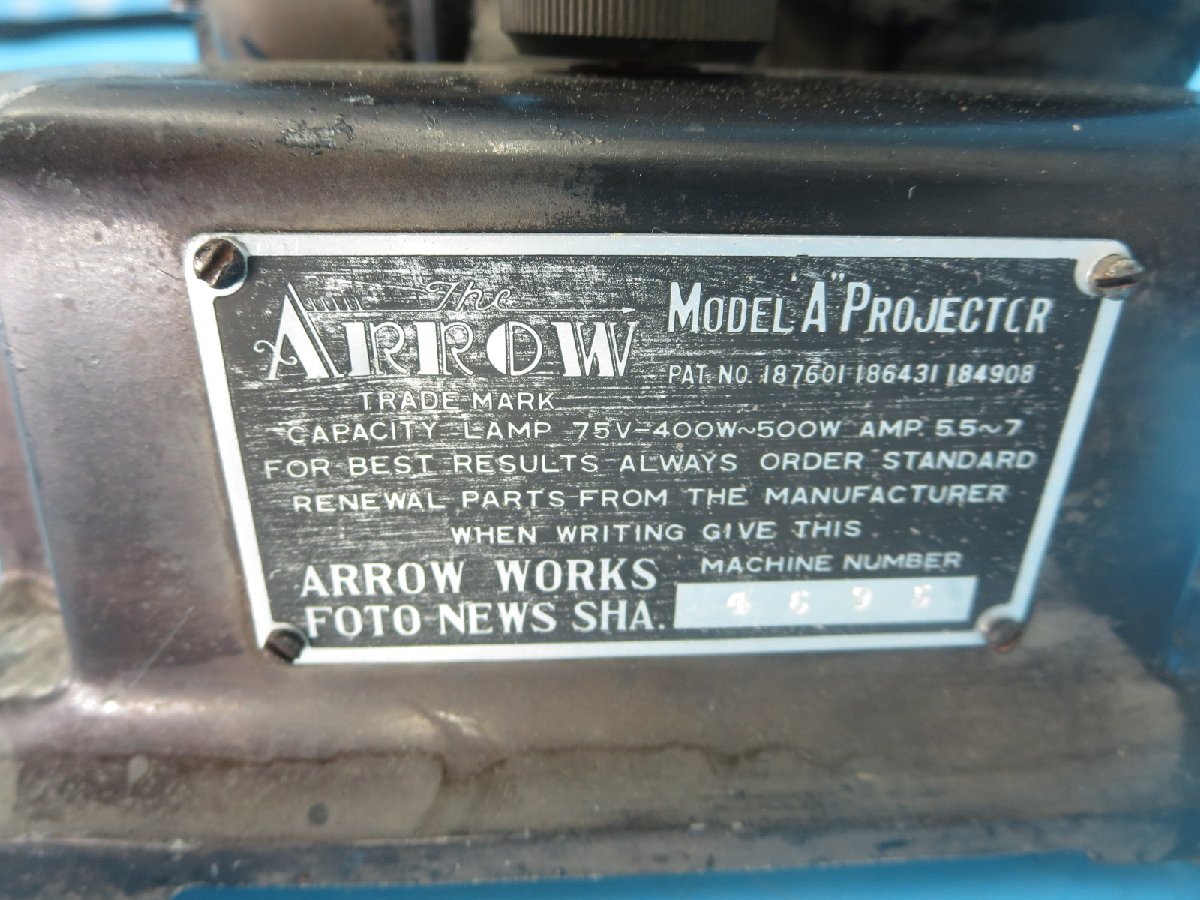 The
ARROW
TRADE MARK
MODEL "A" PROJECTOR
PAT. NO. 187601 186431 184908
CAPACITY LAMP 75V-400W~500W AMP. 5.5~7
FOR BEST RESULTS ALWAYS ORDER STANDARD
RENEWAL PARTS FROM THE MANUFACTURER
WHEN WRITING GIVE THIS
MACHINE NUMBER
ARROW WORKS
FOTO NEWS SHA.